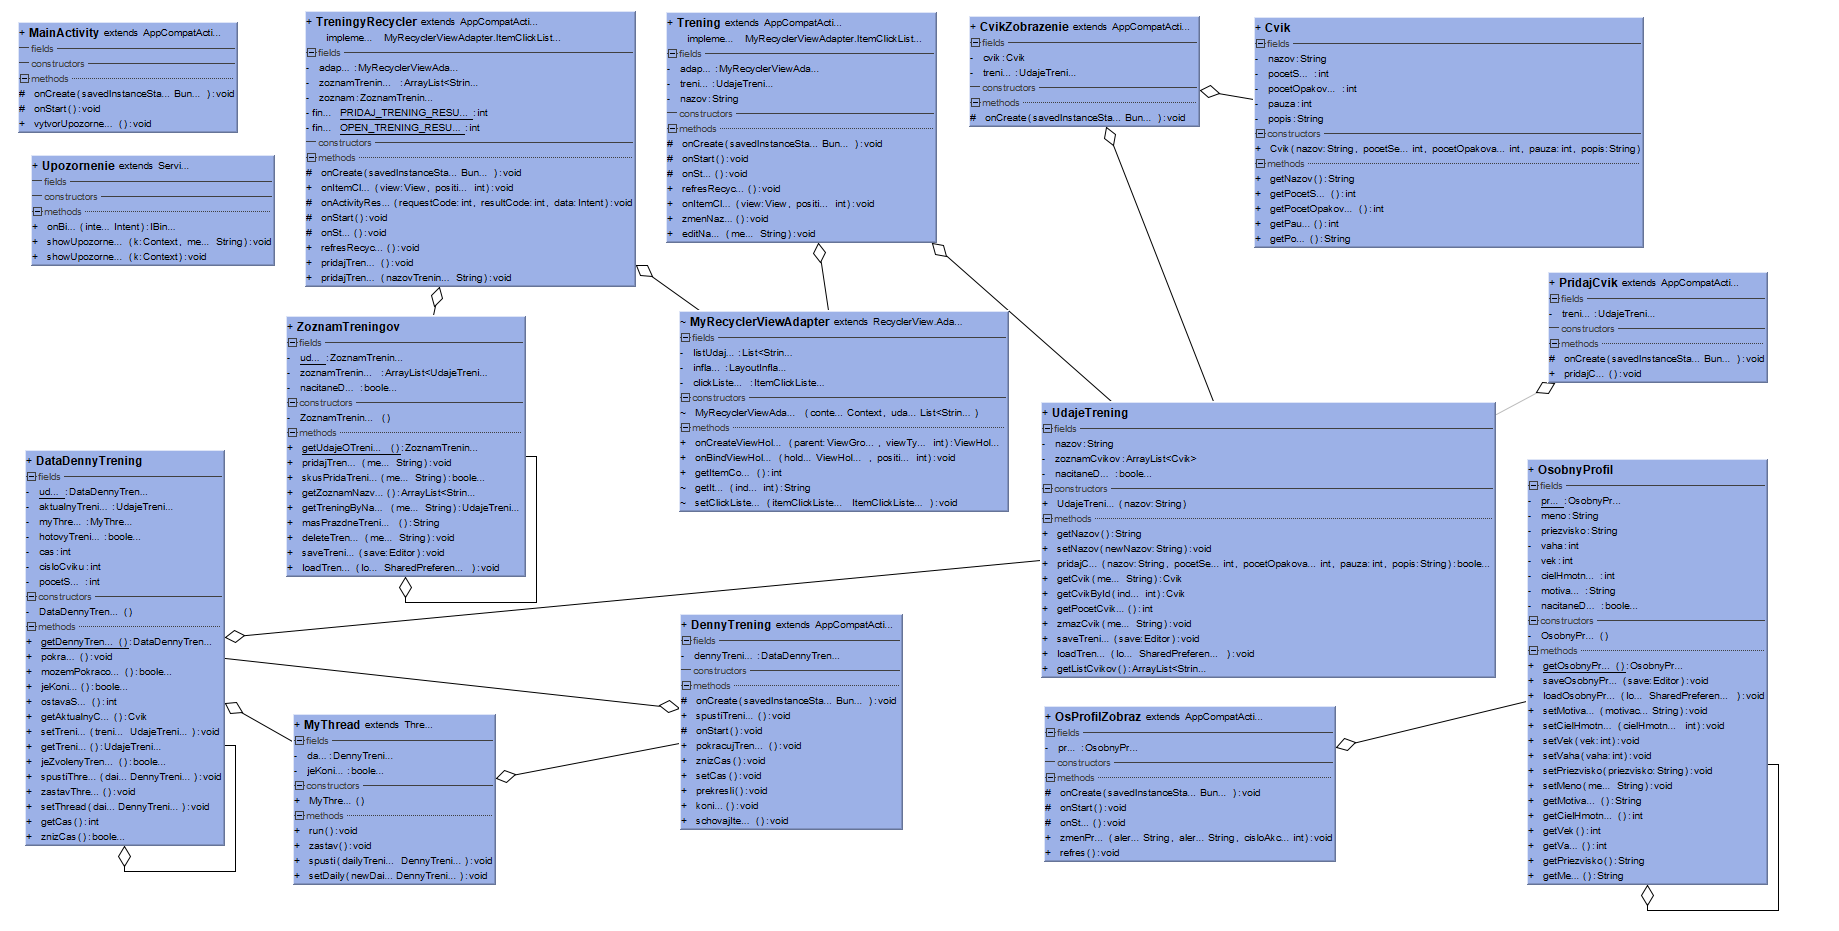 + MainActivity extends AppCompatActi...
fields
constructors
methods
# onCreate(savedInstanceSta... Bun... ):void
# onStart():void
+ vytvorUpozorne... ():void
+ Upozornenie extends Servi...
fields
constructors
methods
+ onBi... (inte... Intent):IBin...
+ showUpozorne... (k:Context, me... String):void
+ showUpozorne... (k:Context):void
+ TreningyRecycler extends AppCompatActi...
impleme... MyRecyclerViewAdapter.ItemClickList...
fields
- adap... :MyRecyclerViewAda...
- zoznamTrenin... :ArrayList<Strin...
- zoznam:ZoznamTrenin...
- fin... PRIDAJ_TRENING_RESU... :int
- fin... OPEN_TRENING_RESU... :int
constructors
methods
# onCreate(savedInstanceSta... Bun... ):void
+ onItemCl... (view:View, positi... int):void
# onActivityRes... (requestCode:int, resultCode:int, data:Intent):void
# onStart():void
# onSt... ():void
+ refresRecyc... ():void
+ pridajTren... ():void
+ pridajTren... (nazovTrenin... String):void
+ Trening extends AppCompatActi...
impleme... MyRecyclerViewAdapter.ItemClickList...
fields
- adap... :MyRecyclerViewAda...
- treni... :UdajeTreni...
- nazov:String
constructors
methods
# onCreate(savedInstanceSta... Bun... ):void
# onStart():void
# onSt... ():void
+ refresRecyc... ():void
+ onItemCl... (view:View, positi... int):void
+ zmenNaz... ():void
+ editNa... (me... String):void
+ CvikZobrazenie extends AppCompatActi...
fields
- cvik:Cvik
- treni... :UdajeTreni...
constructors
methods
# onCreate(savedInstanceSta... Bun... ):void
+ Cvik
fields
- nazov:String
- pocetS... :int
- pocetOpakov... :int
- pauza:int
- popis:String
constructors
+ Cvik(nazov:String, pocetSe... int, pocetOpakova... int, pauza:int, popis:String)
methods
+ getNazov():String
+ getPocetS... ():int
+ getPocetOpakov... ():int
+ getPau... ():int
+ getPo... ():String
+ PridajCvik extends AppCompatActi...
fields
- treni... :UdajeTreni...
constructors
methods
# onCreate(savedInstanceSta... Bun... ):void
+ pridajC... ():void
+ ZoznamTreningov
fields
- ud... :ZoznamTrenin...
- zoznamTrenin... :ArrayList<UdajeTreni...
- nacitaneD... :boole...
constructors
- ZoznamTrenin... ()
methods
+ getUdajeOTreni... ():ZoznamTrenin...
+ pridajTren... (me... String):void
+ skusPridaTreni... (me... String):boole...
+ getZoznamNazv... ():ArrayList<Strin...
+ getTreningByNa... (me... String):UdajeTreni...
+ masPrazdneTreni... ():String
+ deleteTren... (me... String):void
+ saveTreni... (save:Editor):void
+ loadTren... (lo... SharedPreferen... ):void
~ MyRecyclerViewAdapter extends RecyclerView.Ada...
fields
- listUdaj... :List<Strin...
- infla... :LayoutInfla...
- clickListe... :ItemClickListe...
constructors
~ MyRecyclerViewAda... (conte... Context, uda... List<Strin... )
methods
+ onCreateViewHol... (parent:ViewGro... , viewTy... int):ViewHol...
+ onBindViewHol... (hold... ViewHol... , positi... int):void
+ getItemCo... ():int
~ getIt... (ind... int):String
~ setClickListe... (itemClickListe... ItemClickListe... ):void
+ UdajeTrening
fields
- nazov:String
- zoznamCvikov:ArrayList<Cvik>
- nacitaneD... :boole...
constructors
+ UdajeTreni... (nazov:String)
methods
+ getNazov():String
+ setNazov(newNazov:String):void
+ pridajC... (nazov:String, pocetSe... int, pocetOpakova... int, pauza:int, popis:String):boole...
+ getCvik(me... String):Cvik
+ getCvikById(ind... int):Cvik
+ getPocetCvik... ():int
+ zmazCvik(me... String):void
+ saveTreni... (save:Editor):void
+ loadTren... (lo... SharedPreferen... ):void
+ getListCvikov():ArrayList<Strin...
+ DataDennyTrening
fields
- ud... :DataDennyTren...
- aktualnyTreni... :UdajeTreni...
- myThre... :MyThre...
- hotovyTreni... :boole...
- cas:int
- cisloCviku:int
- pocetS... :int
constructors
- DataDennyTren... ()
methods
+ getDennyTren... ():DataDennyTren...
+ pokra... ():void
+ mozemPokraco... ():boole...
+ jeKoni... ():boole...
+ ostavaS... ():int
+ getAktualnyC... ():Cvik
+ setTreni... (treni... UdajeTreni... ):void
+ getTreni... ():UdajeTreni...
+ jeZvolenyTren... ():boole...
+ spustiThre... (dai... DennyTreni... ):void
+ zastavThre... ():void
+ setThread(dai... DennyTreni... ):void
+ getCas():int
+ znizCas():boole...
+ MyThread extends Thre...
fields
- da... :DennyTreni...
- jeKoni... :boole...
constructors
+ MyThre... ()
methods
+ run():void
+ zastav():void
+ spusti(dailyTreni... DennyTreni... ):void
+ setDaily(newDai... DennyTreni... ):void
+ DennyTrening extends AppCompatActi...
fields
- dennyTreni... :DataDennyTren...
constructors
methods
# onCreate(savedInstanceSta... Bun... ):void
+ spustiTreni... ():void
# onStart():void
+ pokracujTren... ():void
+ znizCas():void
+ setCas():void
+ prekresli():void
+ koni... ():void
+ schovajIte... ():void
+ OsProfilZobraz extends AppCompatActi...
fields
- pr... :OsobnyPr...
constructors
methods
# onCreate(savedInstanceSta... Bun... ):void
# onStart():void
# onSt... ():void
+ zmenPr... (aler... String, aler... String, cisloAkc... int):void
+ refres():void
+ OsobnyProfil
fields
- pr... :OsobnyPr...
- meno:String
- priezvisko:String
- vaha:int
- vek:int
- cielHmotn... :int
- motiva... :String
- nacitaneD... :boole...
constructors
- OsobnyPr... ()
methods
+ getOsobnyPr... ():OsobnyPr...
+ saveOsobnyPr... (save:Editor):void
+ loadOsobnyPr... (lo... SharedPreferen... ):void
+ setMotiva... (motivac... String):void
+ setCielHmotn... (cielHmotn... int):void
+ setVek(vek:int):void
+ setVaha(vaha:int):void
+ setPriezvisko(priezvisko:String):void
+ setMeno(me... String):void
+ getMotiva... ():String
+ getCielHmotn... ():int
+ getVek():int
+ getVa... ():int
+ getPriezvisko():String
+ getMe... ():String